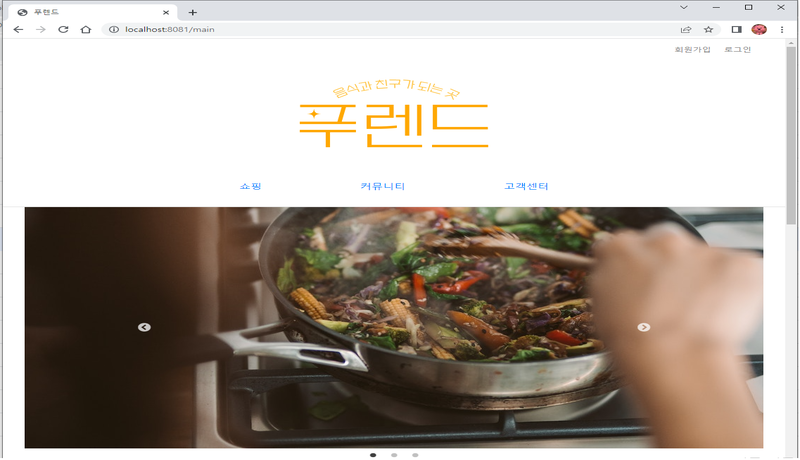 푸렌드
localhost:8081/main
회원가입 로그인
음식과 친구가 되는 곳
푸렌드
쇼핑 커뮤니티 고객센터